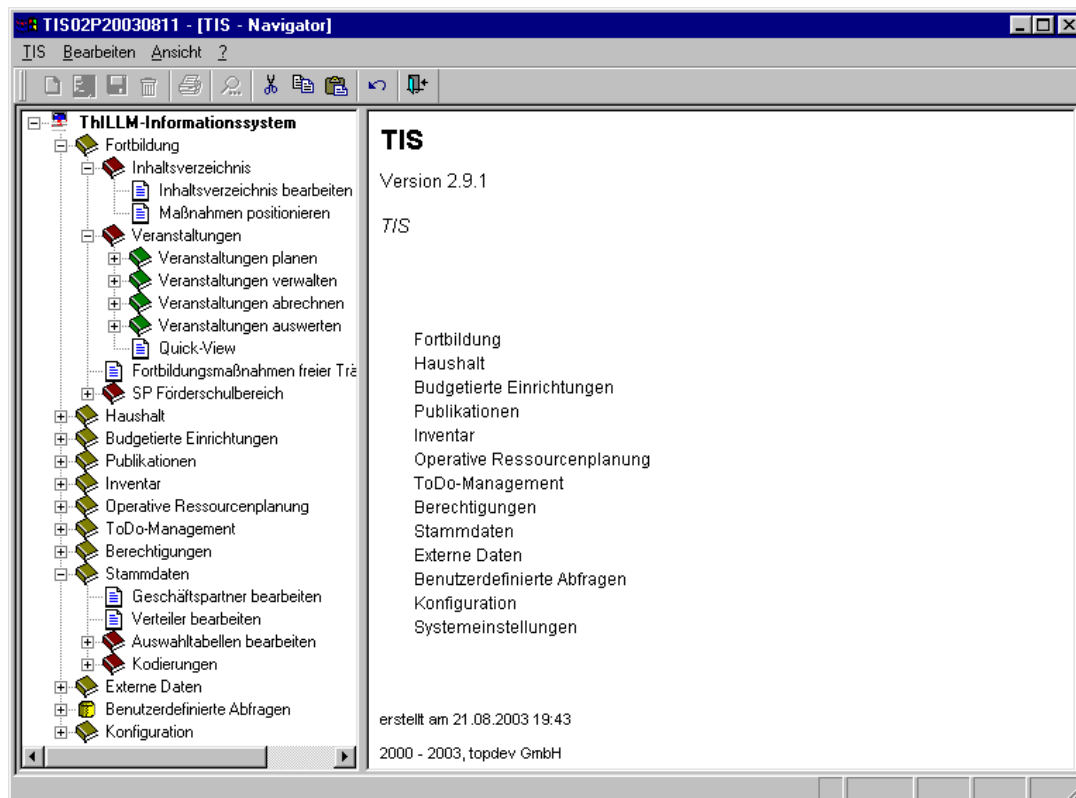 TIS02P20030811 - [TIS - Navigator]
TIS Bearbeiten Ansicht ?
ThILLM-Informationssystem
Fortbildung
Inhaltsverzeichnis
Inhaltsverzeichnis bearbeiten
Maßnahmen positionieren
Veranstaltungen
Veranstaltungen planen
Veranstaltungen verwalten
Veranstaltungen abrechnen
Veranstaltungen auswerten
Quick-View
Fortbildungsmaßnahmen freier Trä
SP Förderschulbereich
Haushalt
Budgetierte Einrichtungen
Publikationen
Inventar
Operative Ressourcenplanung
ToDo-Management
Berechtigungen
Stammdaten
Geschäftspartner bearbeiten
Verteiler bearbeiten
Auswahltabellen bearbeiten
Kodierungen
Externe Daten
Benutzerdefinierte Abfragen
Konfiguration
TIS
Version 2.9.1
TIS
Fortbildung
Haushalt
Budgetierte Einrichtungen
Publikationen
Inventar
Operative Ressourcenplanung
ToDo-Management
Berechtigungen
Stammdaten
Externe Daten
Benutzerdefinierte Abfragen
Konfiguration
Systemeinstellungen
erstellt am 21.08.2003 19:43
2000 - 2003, topdev GmbH